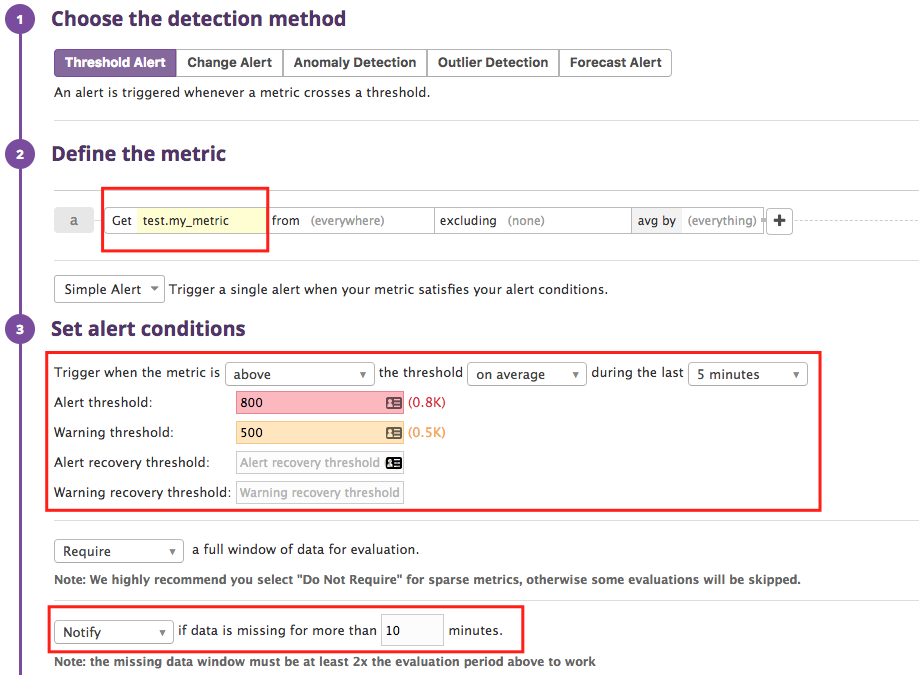 1 Choose the detection method
Threshold Alert Change Alert Anomaly Detection Outlier Detection Forecast Alert
An alert is triggered whenever a metric crosses a threshold.
2 Define the metric
a Get test.my_metric from (everywhere) excluding (none) avg by (everything) +
Simple Alert Trigger a single alert when your metric satisfies your alert conditions.
3 Set alert conditions
Trigger when the metric is above the threshold on average during the last 5 minutes
Alert threshold: 800 (0.8K)
Warning threshold: 500 (0.5K)
Alert recovery threshold: Alert recovery threshold
Warning recovery threshold: Warning recovery threshold
Require a full window of data for evaluation.
Note: We highly recommend you select "Do Not Require" for sparse metrics, otherwise some evaluations will be skipped.
Notify if data is missing for more than 10 minutes.
Note: the missing data window must be at least 2x the evaluation period above to work